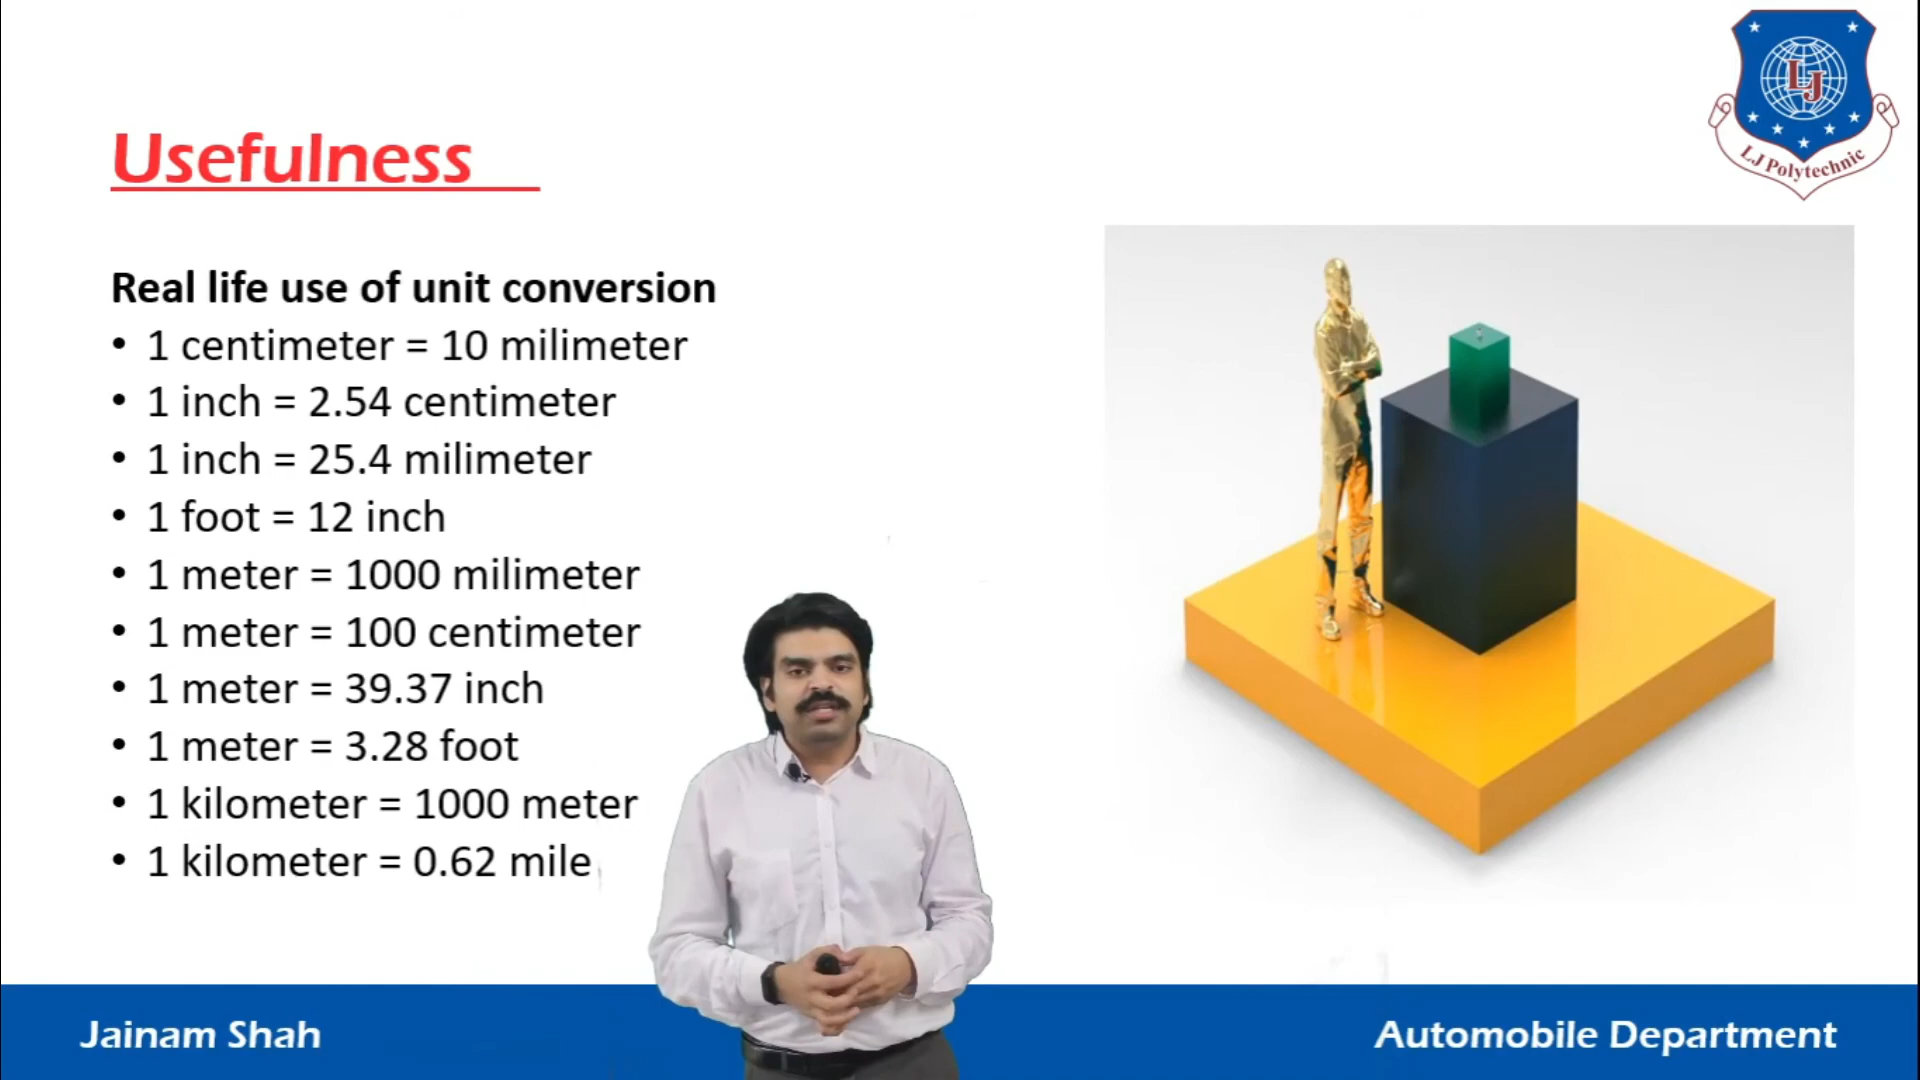 LJ
LJ Polytechnic
Usefulness
Real life use of unit conversion
• 1 centimeter = 10 milimeter
• 1 inch = 2.54 centimeter
• 1 inch = 25.4 milimeter
• 1 foot = 12 inch
• 1 meter = 1000 milimeter
• 1 meter = 100 centimeter
• 1 meter = 39.37 inch
• 1 meter = 3.28 foot
• 1 kilometer = 1000 meter
• 1 kilometer = 0.62 mile
Jainam Shah
Automobile Department